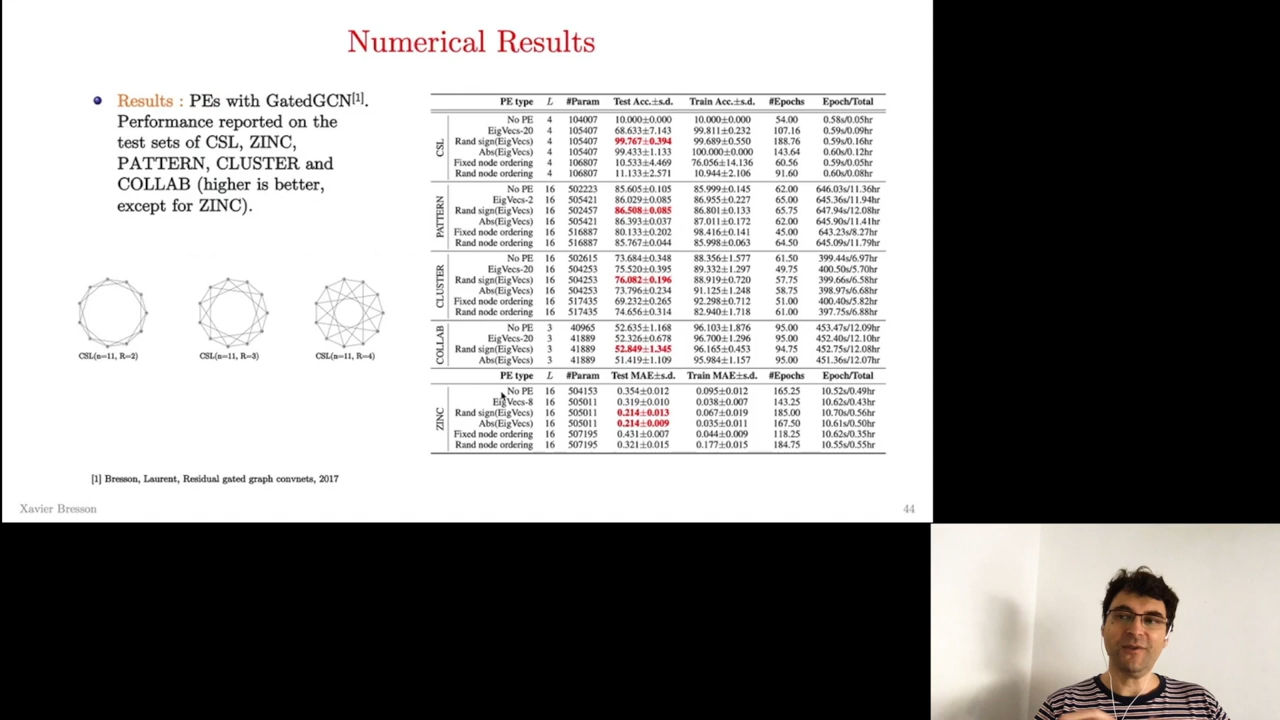 Numerical Results
Results : PEs with GatedGCN[1].
Performance reported on the
test sets of CSL, ZINC,
PATTERN, CLUSTER and
COLLAB (higher is better,
except for ZINC).
CSL(n=11, R=2) CSL(n=11, R=3) CSL(n=11, R=4)
PE type L #Param Test Acc.±s.d. Train Acc.±s.d. #Epochs Epoch/Total
CSL
No PE 4 104007 10.000±0.000 10.000±0.000 54.00 0.58s/0.05hr
EigVecs-20 4 105407 68.633±7.143 99.811±0.232 107.16 0.59s/0.09hr
Rand sign(EigVecs) 4 105407 99.767±0.394 99.689±0.550 188.76 0.59s/0.16hr
Abs(EigVecs) 4 105407 99.433±1.133 100.000±0.000 143.64 0.60s/0.12hr
Fixed node ordering 4 106807 10.533±4.469 76.056±14.136 60.56 0.59s/0.05hr
Rand node ordering 4 106807 11.133±2.571 10.944±2.106 91.60 0.60s/0.08hr
PATTERN
No PE 16 502223 85.605±0.105 85.999±0.145 62.00 646.03s/11.36hr
EigVecs-2 16 505421 86.029±0.085 86.955±0.227 65.00 645.36s/11.94hr
Rand sign(EigVecs) 16 502457 86.508±0.085 86.801±0.133 65.75 647.94s/12.08hr
Abs(EigVecs) 16 505421 86.393±0.037 87.011±0.172 62.00 645.90s/11.41hr
Fixed node ordering 16 516887 80.133±0.202 98.416±0.141 45.00 643.23s/8.27hr
Rand node ordering 16 516887 85.767±0.044 85.998±0.063 64.50 645.09s/11.79hr
CLUSTER
No PE 16 502615 73.684±0.348 88.356±1.577 61.50 399.44s/6.97hr
EigVecs-20 16 504253 75.520±0.395 89.332±1.297 49.75 400.50s/5.70hr
Rand sign(EigVecs) 16 504253 76.082±0.196 88.919±0.720 57.75 399.66s/6.58hr
Abs(EigVecs) 16 504253 73.796±0.234 91.125±1.248 58.75 398.97s/6.68hr
Fixed node ordering 16 517435 69.232±0.265 92.298±0.712 51.00 400.40s/5.82hr
Rand node ordering 16 517435 74.656±0.314 82.940±1.718 61.00 397.75s/6.88hr
COLLAB
No PE 3 40965 52.635±1.168 96.103±1.876 95.00 453.47s/12.09hr
EigVecs-20 3 41889 52.326±0.678 96.700±1.296 95.00 452.40s/12.10hr
Rand sign(EigVecs) 3 41889 52.849±1.345 96.165±0.453 94.75 452.75s/12.08hr
Abs(EigVecs) 3 41889 51.419±1.109 95.984±1.157 95.00 451.36s/12.07hr
PE type L #Param Test MAE±s.d. Train MAE±s.d. #Epochs Epoch/Total
ZINC
No PE 16 504153 0.354±0.012 0.095±0.012 165.25 10.52s/0.49hr
EigVecs-8 16 505011 0.319±0.010 0.038±0.007 143.25 10.62s/0.43hr
Rand sign(EigVecs) 16 505011 0.214±0.013 0.067±0.019 185.00 10.70s/0.56hr
Abs(EigVecs) 16 505011 0.214±0.009 0.035±0.011 167.50 10.61s/0.50hr
Fixed node ordering 16 507195 0.431±0.007 0.044±0.009 118.25 10.62s/0.35hr
Rand node ordering 16 507195 0.321±0.015 0.177±0.015 184.75 10.55s/0.55hr
[1] Bresson, Laurent, Residual gated graph convnets, 2017
Xavier Bresson 44